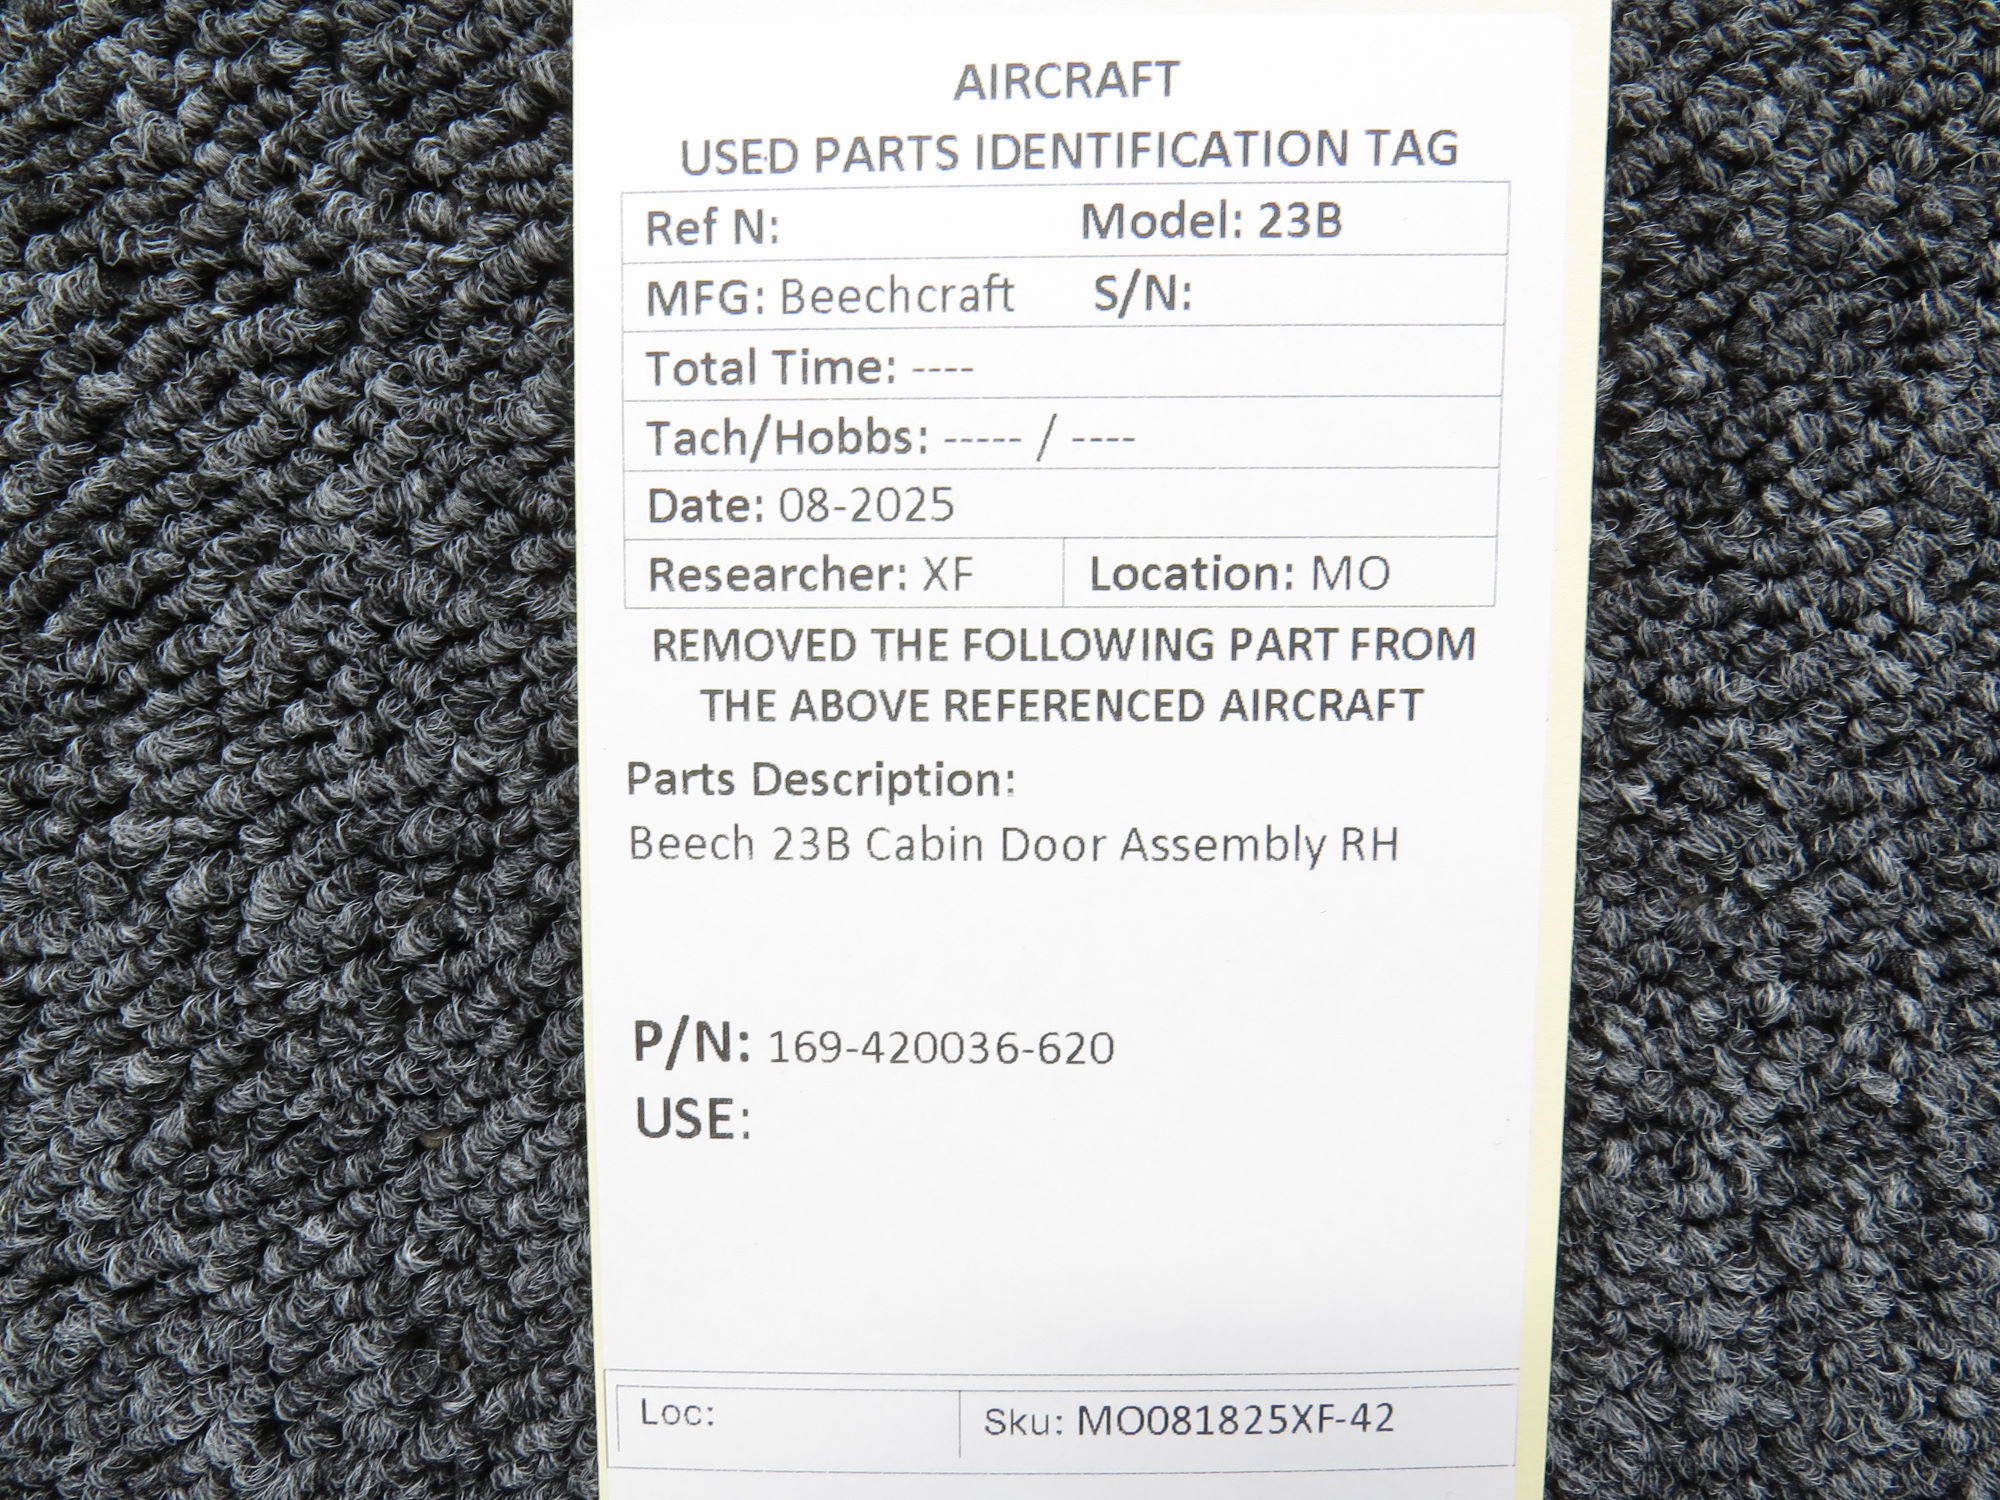 AIRCRAFT
USED PARTS IDENTIFICATION TAG
Ref N: Model: 23B
MFG: Beechcraft S/N:
Total Time: ----
Tach/Hobbs: ----- / ----
Date: 08-2025
Researcher: XF Location: MO
REMOVED THE FOLLOWING PART FROM
THE ABOVE REFERENCED AIRCRAFT
Parts Description:
Beech 23B Cabin Door Assembly RH
P/N: 169-420036-620
USE:
Loc: Sku: MO081825XF-42